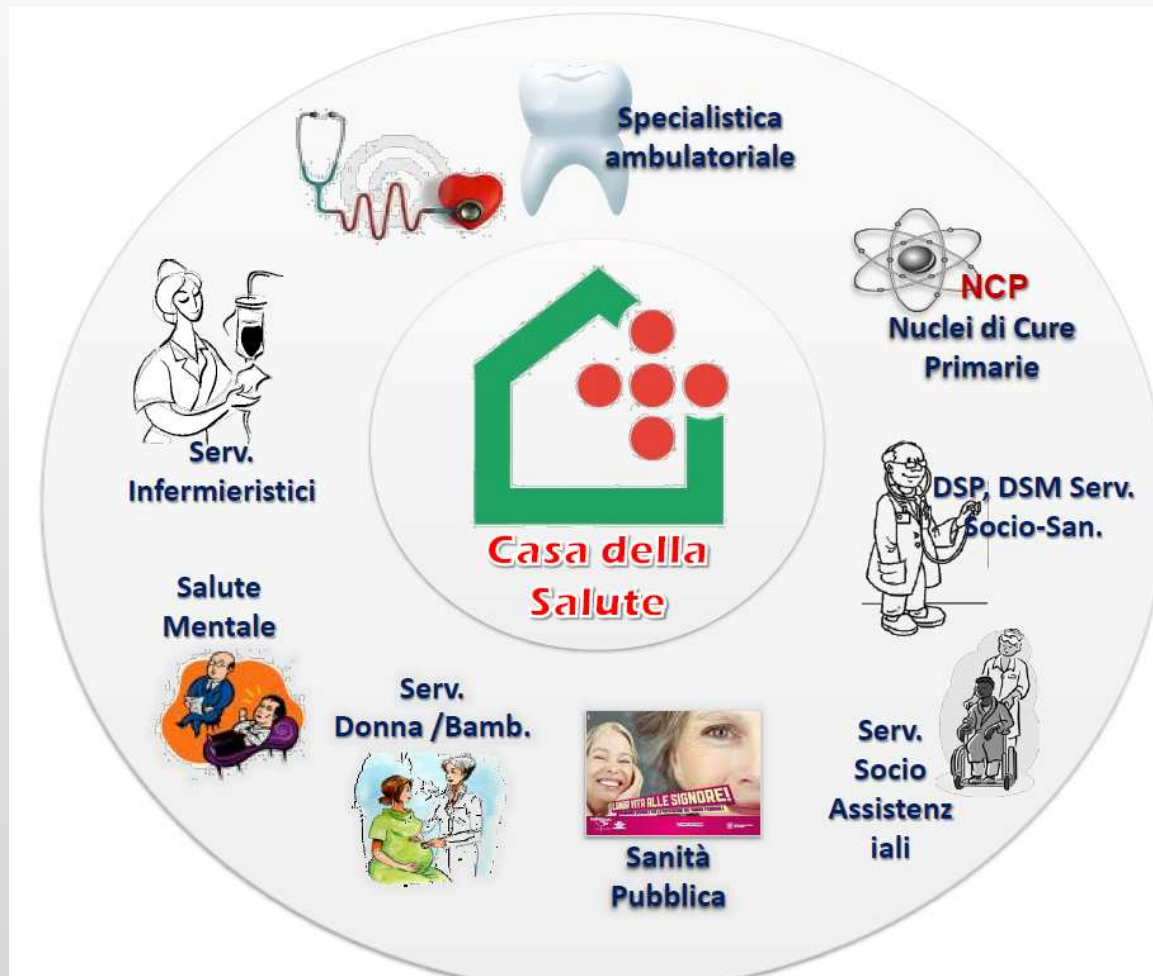 Specialistica
ambulatoriale
NCP
Nuclei di Cure
Primarie
Serv.
Infermieristici
DSP, DSM Serv.
Socio-San.
Casa della
Salute
Salute
Mentale
Serv.
Donna /Bamb.
Serv.
Socio
Assistenz
iali
LUNGA VITA ALLE SIGNORE!
Sanità
Pubblica